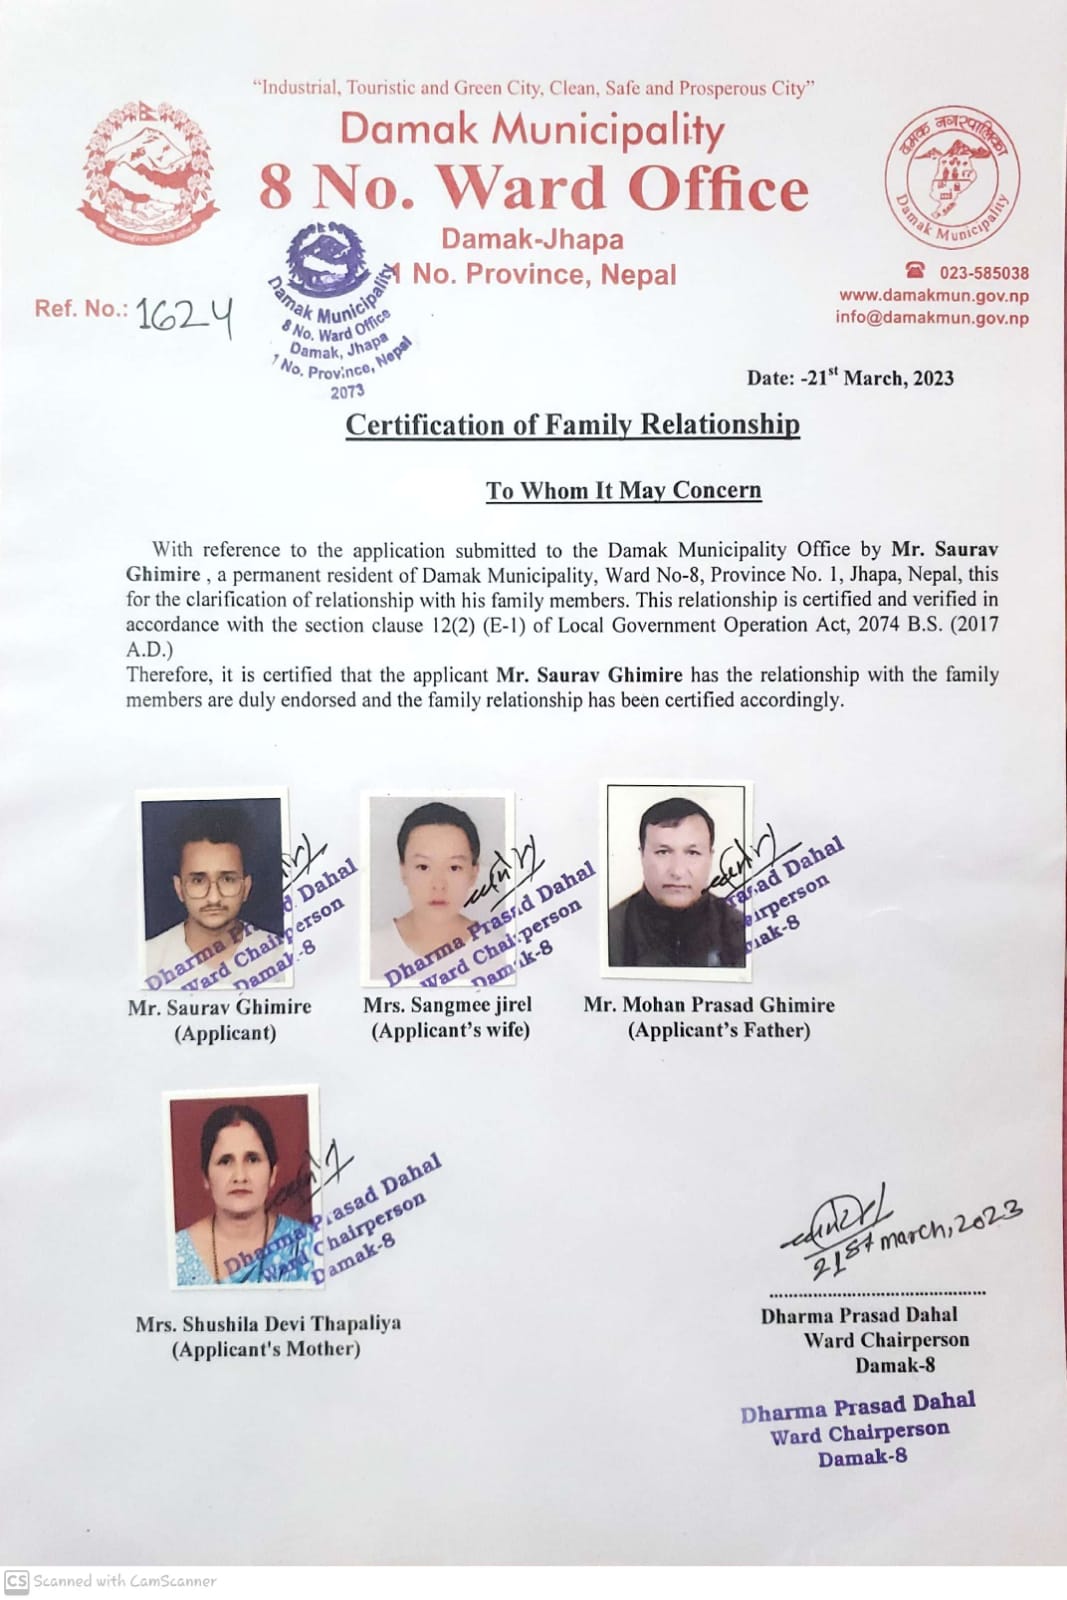 “Industrial, Touristic and Green City, Clean, Safe and Prosperous City”
Damak Municipality
8 No. Ward Office
Damak-Jhapa
1 No. Province, Nepal
दमक नगरपालिका
Damak Municipality
023-585038
www.damakmun.gov.np
info@damakmun.gov.np
Ref. No.: 1624
Damak Municipality
8 No. Ward Office
Damak, Jhapa
1 No. Province, Nepal
2073
Date: -21st March, 2023
Certification of Family Relationship
To Whom It May Concern
With reference to the application submitted to the Damak Municipality Office by Mr. Saurav
Ghimire , a permanent resident of Damak Municipality, Ward No-8, Province No. 1, Jhapa, Nepal, this
for the clarification of relationship with his family members. This relationship is certified and verified in
accordance with the section clause 12(2) (E-1) of Local Government Operation Act, 2074 B.S. (2017
A.D.)
Therefore, it is certified that the applicant Mr. Saurav Ghimire has the relationship with the family
members are duly endorsed and the family relationship has been certified accordingly.
Dharma Pr d Dahal
Ward Chairperson
Damak-8
Dharma Prasad Dahal
Ward Chairperson
Damak-8
rasad Dahal
airperson
mak-8
Mr. Saurav Ghimire
(Applicant)
Mrs. Sangmee jirel
(Applicant’s wife)
Mr. Mohan Prasad Ghimire
(Applicant’s Father)
Dharma Prasad Dahal
Ward Chairperson
Damak-8
Mrs. Shushila Devi Thapaliya
(Applicant's Mother)
21st march, 2023
Dharma Prasad Dahal
Ward Chairperson
Damak-8
Dharma Prasad Dahal
Ward Chairperson
Damak-8
CS Scanned with CamScanner